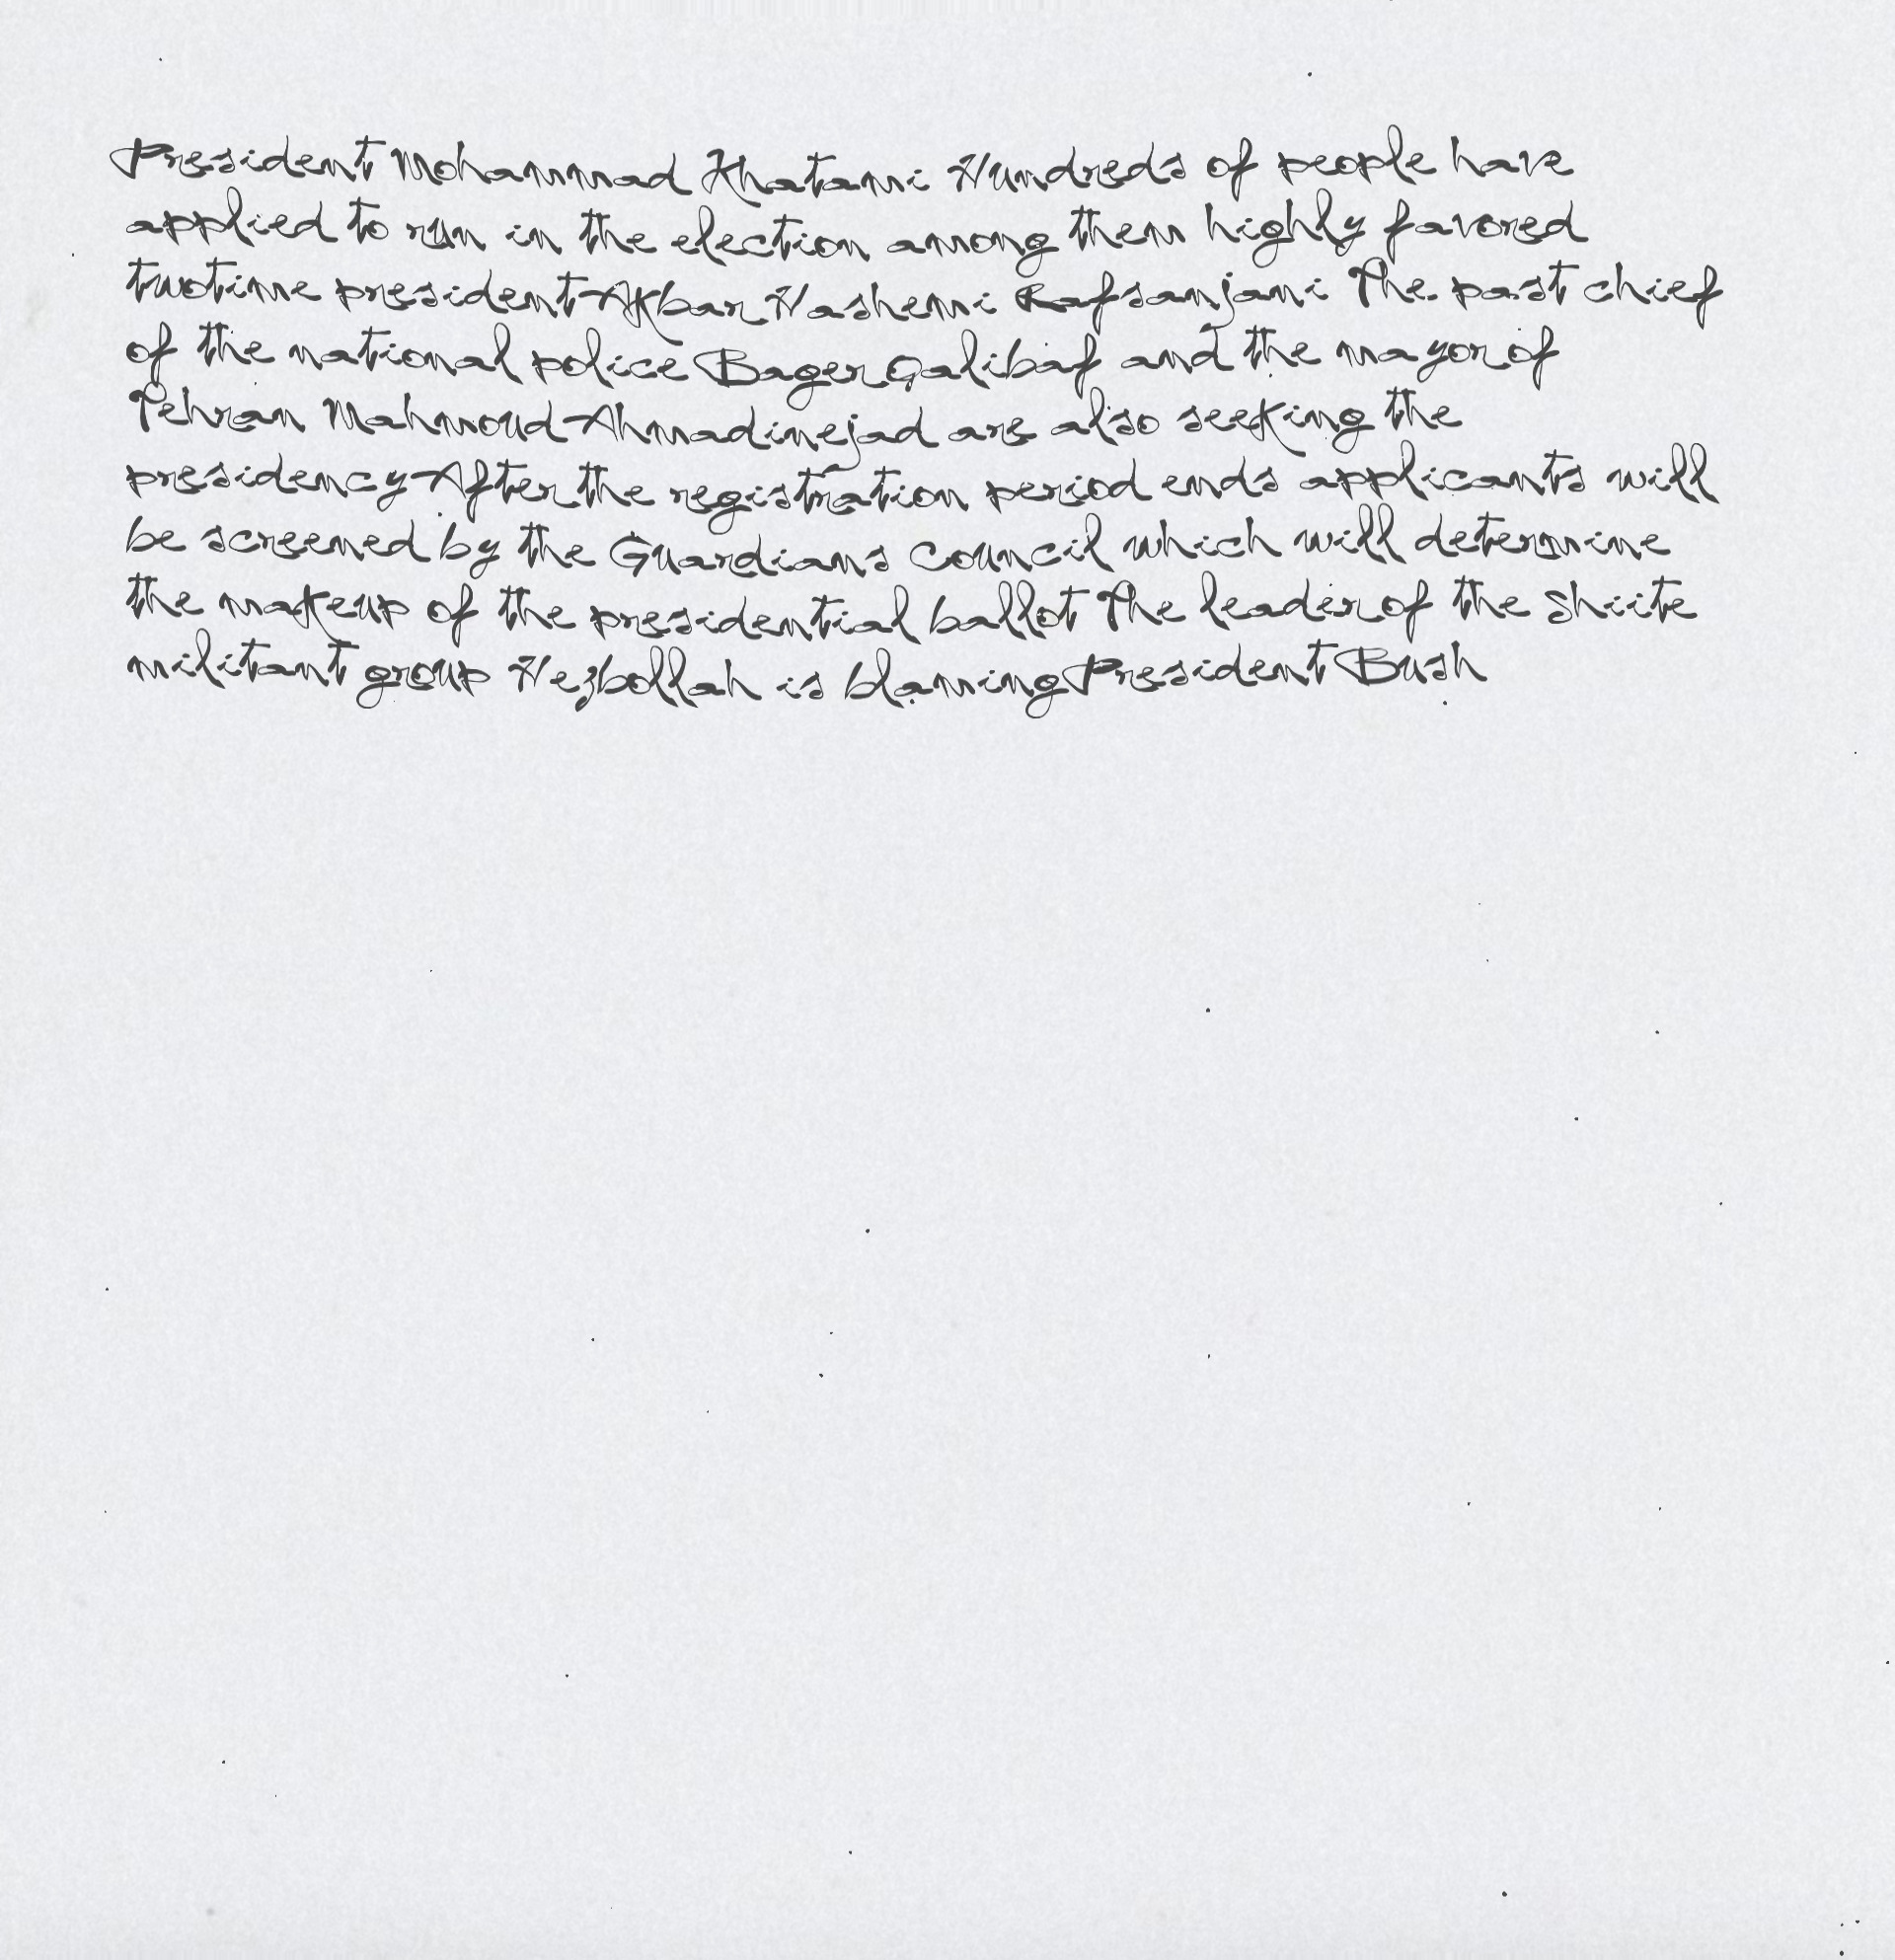 President Mohammad Khatami Hundreds of people have
applied to run in the election among them highly favored
twotime president Akbar Hashemi Rafsanjani The past chief
of the national police Bager Qalibaf and the mayor of
Tehran Mahmoud Ahmadinejad are also seeking the
presidency After the registration period ends applicants will
be screened by the Guardians Council which will determine
the makeup of the presidential ballot The leader of the Shiite
militant group Hezbollah is blaming President Bush